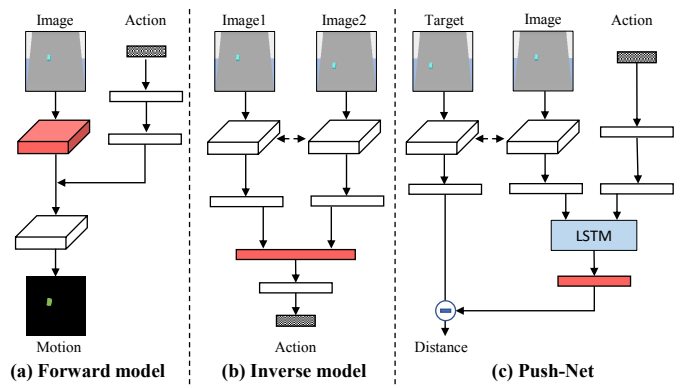 Image Action
Image1 Image2
Target Image Action
LSTM
Motion
Action
Distance
(a) Forward model
(b) Inverse model
(c) Push-Net